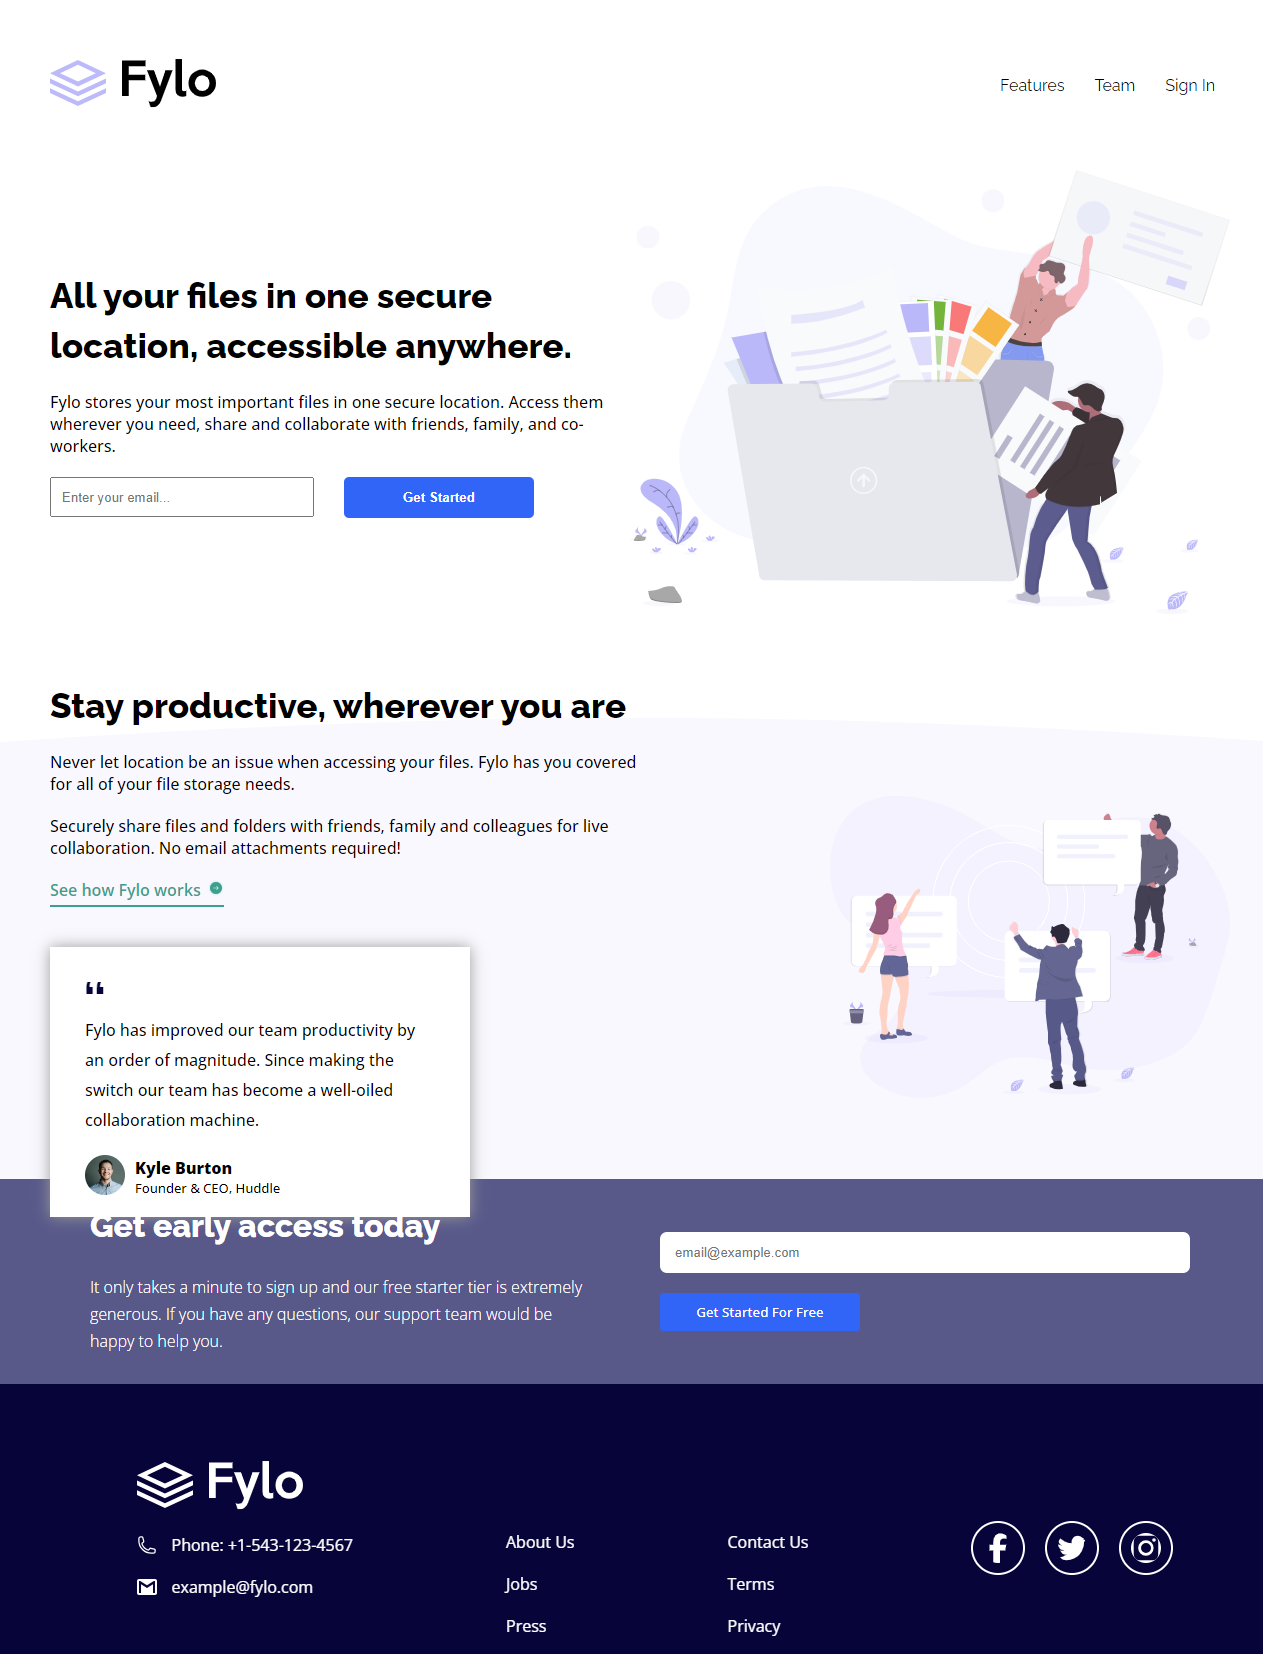 Fylo
Features Team Sign In
All your files in one secure
location, accessible anywhere.
Fylo stores your most important files in one secure location. Access them
wherever you need, share and collaborate with friends, family, and co-
workers.
Enter your email... Get Started
Stay productive, wherever you are
Never let location be an issue when accessing your files. Fylo has you covered
for all of your file storage needs.
Securely share files and folders with friends, family and colleagues for live
collaboration. No email attachments required!
See how Fylo works
“
Fylo has improved our team productivity by
an order of magnitude. Since making the
switch our team has become a well-oiled
collaboration machine.
Kyle Burton
Founder & CEO, Huddle
Get early access today
It only takes a minute to sign up and our free starter tier is extremely
generous. If you have any questions, our support team would be
happy to help you.
email@example.com
Get Started For Free
Fylo
Phone: +1-543-123-4567
example@fylo.com
About Us
Jobs
Press
Contact Us
Terms
Privacy